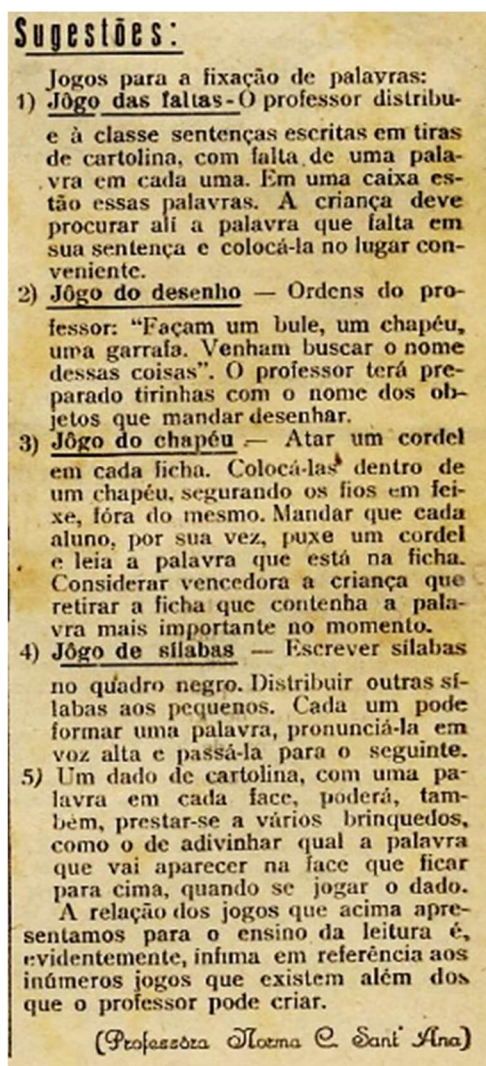 Sugestões:
Jogos para a fixação de palavras:
1) Jôgo das faltas-O professor distribu-
e à classe sentenças escritas em tiras
de cartolina, com falta de uma pala-
vra em cada uma. Em uma caixa es-
tão essas palavras. A criança deve
procurar ali a palavra que falta em
sua sentença e colocá-la no lugar con-
veniente.
2) Jôgo do desenho — Ordens do pro-
fessor: “Façam um bule, um chapéu,
uma garrafa. Venham buscar o nome
dessas coisas”. O professor terá pre-
parado tirinhas com o nome dos ob-
jetos que mandar desenhar.
3) Jôgo do chapéu — Atar um cordel
em cada ficha. Colocá-las dentro de
um chapéu, segurando os fios em fei-
xe, fóra do mesmo. Mandar que cada
aluno, por sua vez, puxe um cordel
e leia a palavra que está na ficha.
Considerar vencedora a criança que
retirar a ficha que contenha a pala-
vra mais importante no momento.
4) Jôgo de sílabas — Escrever sílabas
no quadro negro. Distribuir outras sí-
labas aos pequenos. Cada um pode
formar uma palavra, pronunciá-la em
voz alta e passá-la para o seguinte.
5) Um dado de cartolina, com uma pa-
lavra em cada face, poderá, tam-
bém, prestar-se a vários brinquedos,
como o de adivinhar qual a palavra
que vai aparecer na face que ficar
para cima, quando se jogar o dado.
A relação dos jogos que acima apre-
sentamos para o ensino da leitura é,
evidentemente, ínfima em referência aos
inúmeros jogos que existem além dos
que o professor pode criar.
(Professôra Norma C. Sant' Ana)